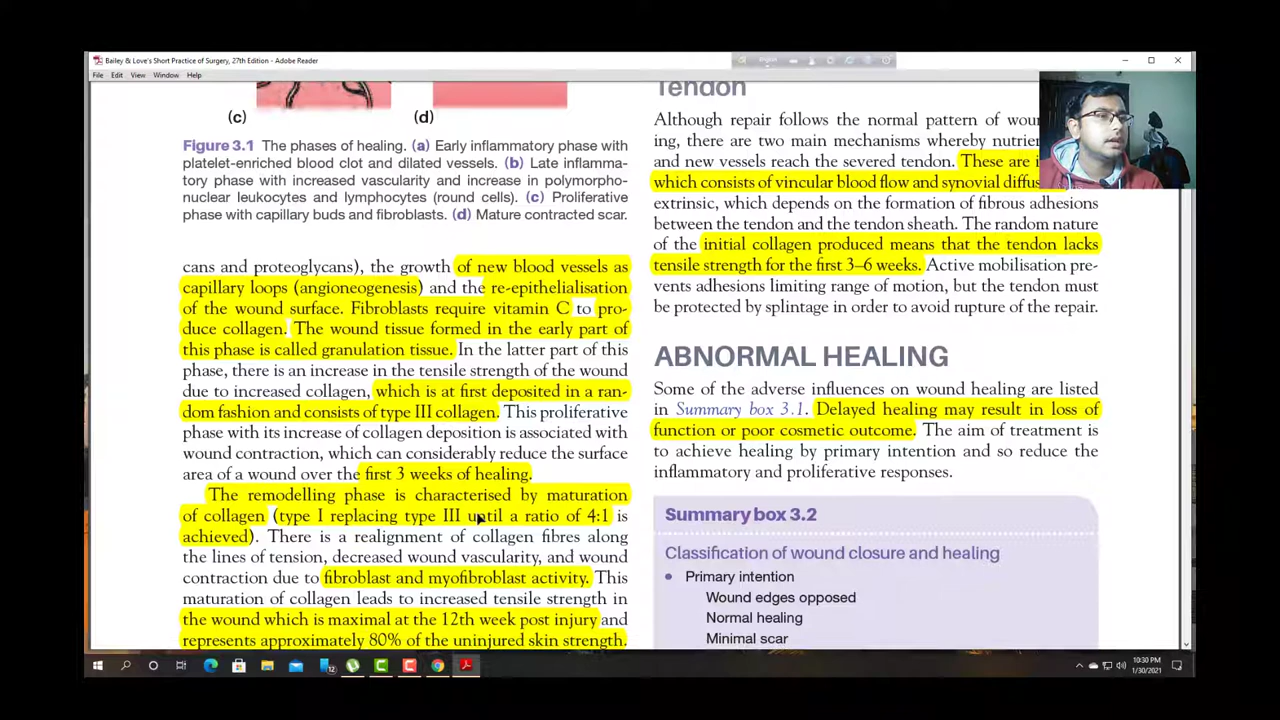 Bailey & Love's Short Practice of Surgery, 27th Edition - Adobe Reader
File Edit View Window Help
(c) (d)
Figure 3.1 The phases of healing. (a) Early inflammatory phase with
platelet-enriched blood clot and dilated vessels. (b) Late inflamma-
tory phase with increased vascularity and increase in polymorpho-
nuclear leukocytes and lymphocytes (round cells). (c) Proliferative
phase with capillary buds and fibroblasts. (d) Mature contracted scar.
cans and proteoglycans), the growth of new blood vessels as
capillary loops (angioneogenesis) and the re-epithelialisation
of the wound surface. Fibroblasts require vitamin C to pro-
duce collagen. The wound tissue formed in the early part of
this phase is called granulation tissue. In the latter part of this
phase, there is an increase in the tensile strength of the wound
due to increased collagen, which is at first deposited in a ran-
dom fashion and consists of type III collagen. This proliferative
phase with its increase of collagen deposition is associated with
wound contraction, which can considerably reduce the surface
area of a wound over the first 3 weeks of healing.
The remodelling phase is characterised by maturation
of collagen (type I replacing type III until a ratio of 4:1 is
achieved). There is a realignment of collagen fibres along
the lines of tension, decreased wound vascularity, and wound
contraction due to fibroblast and myofibroblast activity. This
maturation of collagen leads to increased tensile strength in
the wound which is maximal at the 12th week post injury and
represents approximately 80% of the uninjured skin strength.
Tendon
Although repair follows the normal pattern of
ing, there are two main mechanisms whereby
and new vessels reach the severed tendon. These are
which consists of vincular blood flow and synovial
extrinsic, which depends on the formation of fibrous adhesions
between the tendon and the tendon sheath. The random nature
of the initial collagen produced means that the tendon lacks
tensile strength for the first 3–6 weeks. Active mobilisation pre-
vents adhesions limiting range of motion, but the tendon must
be protected by splintage in order to avoid rupture of the repair.
ABNORMAL HEALING
Some of the adverse influences on wound healing are listed
in Summary box 3.1. Delayed healing may result in loss of
function or poor cosmetic outcome. The aim of treatment is
to achieve healing by primary intention and so reduce the
inflammatory and proliferative responses.
Summary box 3.2
Classification of wound closure and healing
● Primary intention
Wound edges opposed
Normal healing
Minimal scar
10:30 PM
1/30/2021